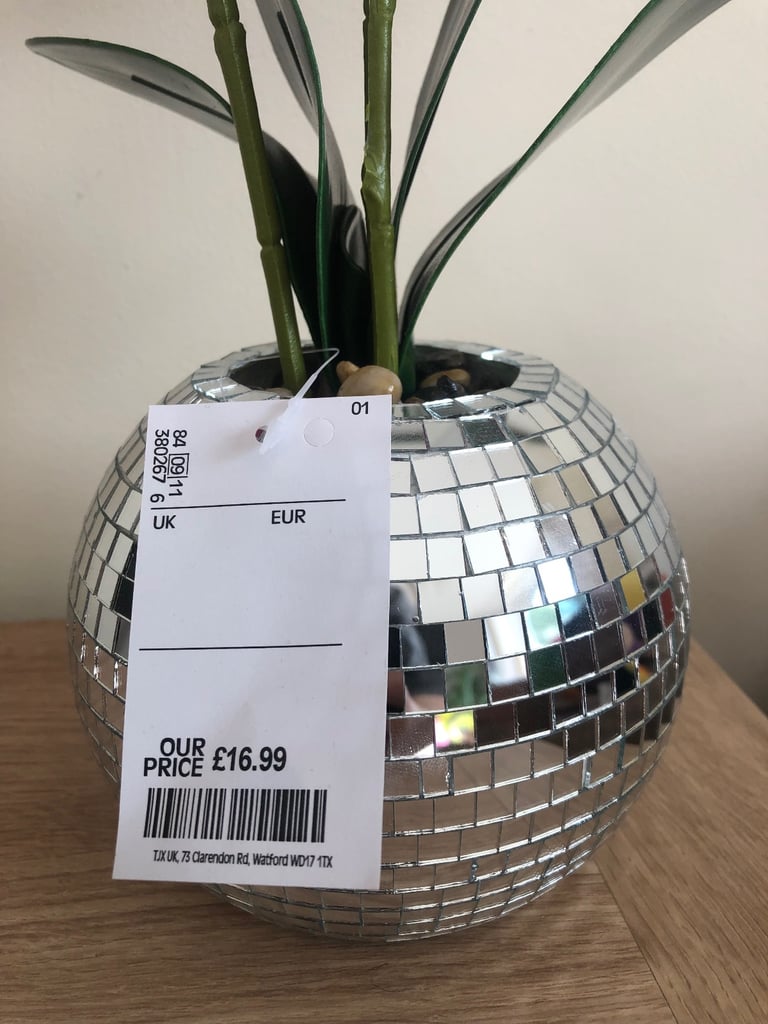 01
84 09 11
380267 6
UK EUR
OUR
PRICE £16.99
TJX UK, 73 Clarendon Rd, Watford WD17 1TX